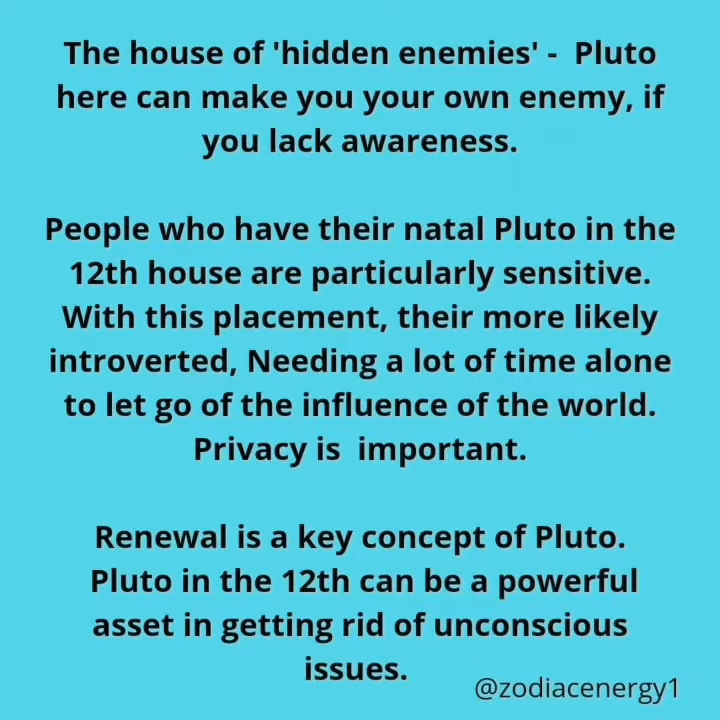 The house of 'hidden enemies' -  Pluto
here can make you your own enemy, if
you lack awareness.
People who have their natal Pluto in the
12th house are particularly sensitive.
With this placement, their more likely
introverted, Needing a lot of time alone
to let go of the influence of the world.
Privacy is  important.
Renewal is a key concept of Pluto.
Pluto in the 12th can be a powerful
asset in getting rid of unconscious
issues.
@zodiacenergy1